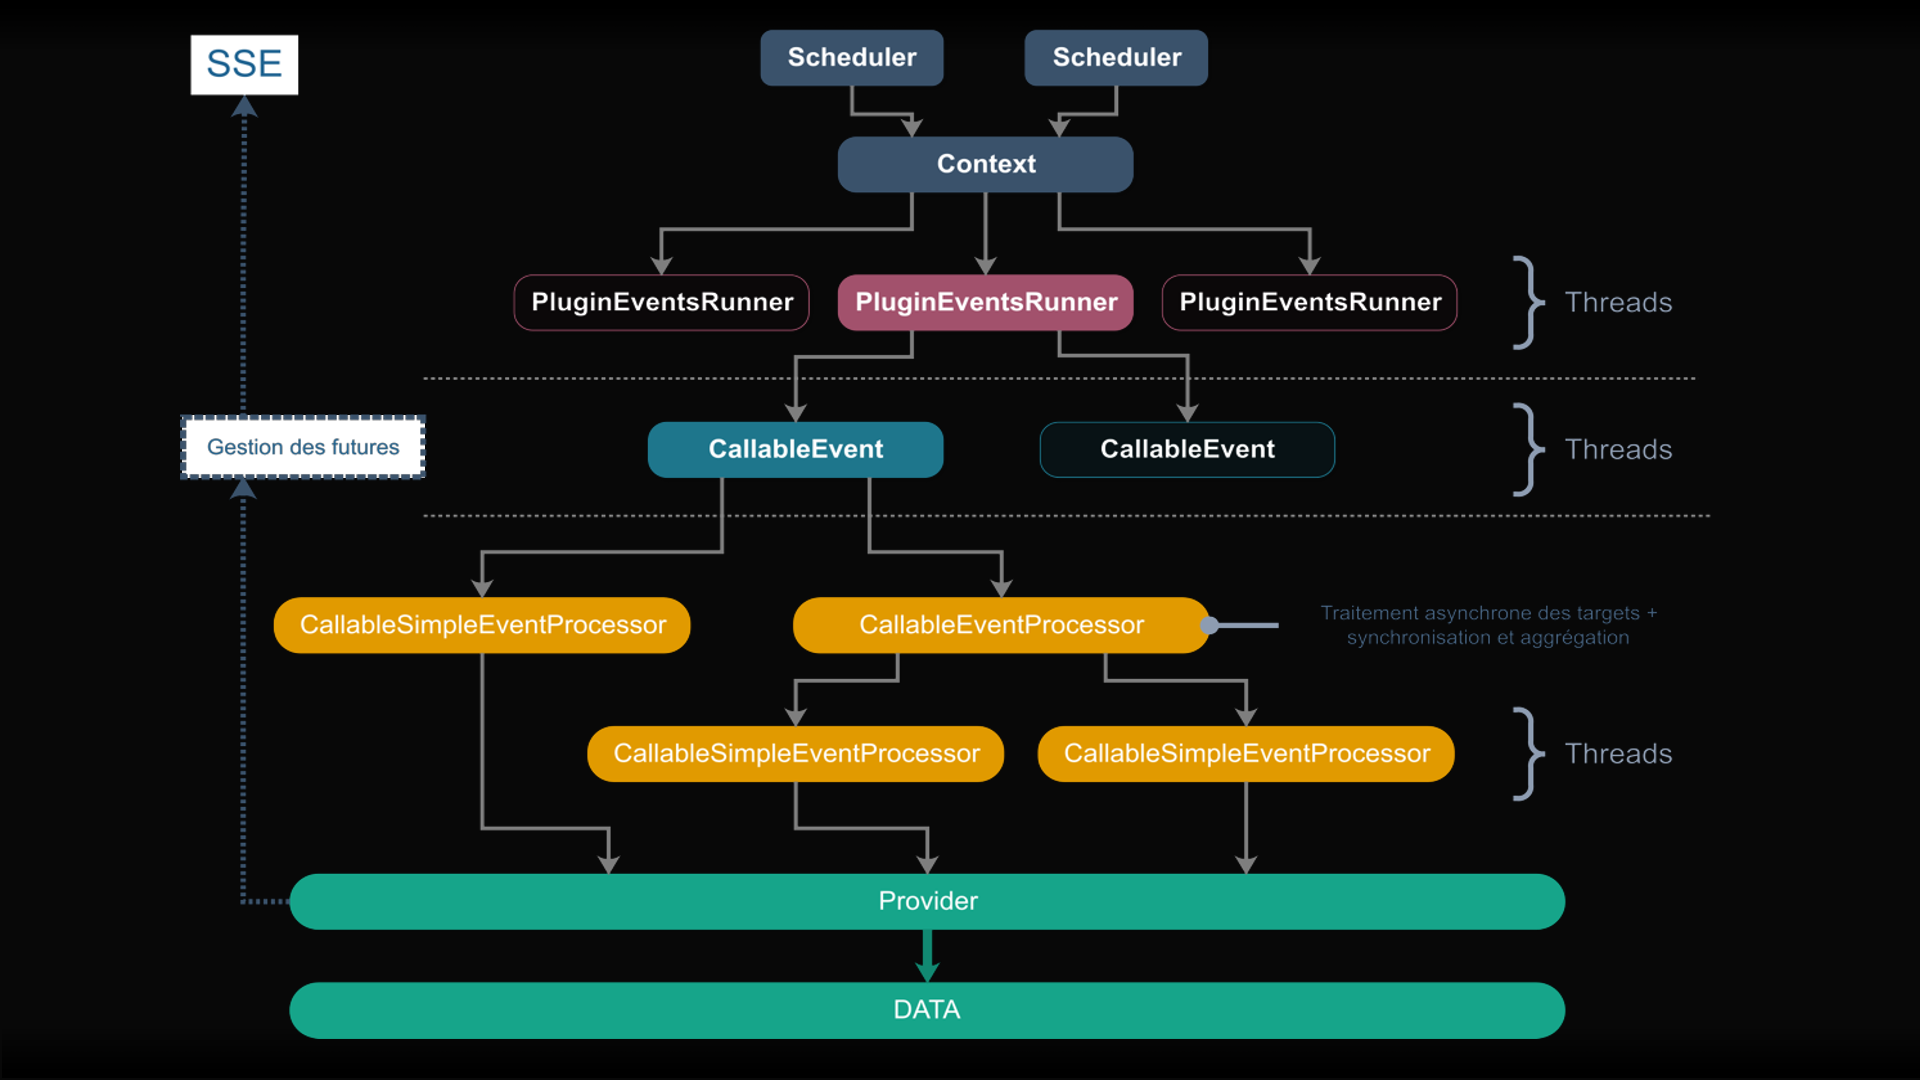 SSE
Scheduler
Scheduler
Context
PluginEventsRunner
PluginEventsRunner
PluginEventsRunner
Threads
Gestion des futures
CallableEvent
CallableEvent
Threads
CallableSimpleEventProcessor
CallableEventProcessor
Traitement asynchrone des targets +
synchronisation et aggrégation
CallableSimpleEventProcessor
CallableSimpleEventProcessor
Threads
Provider
DATA